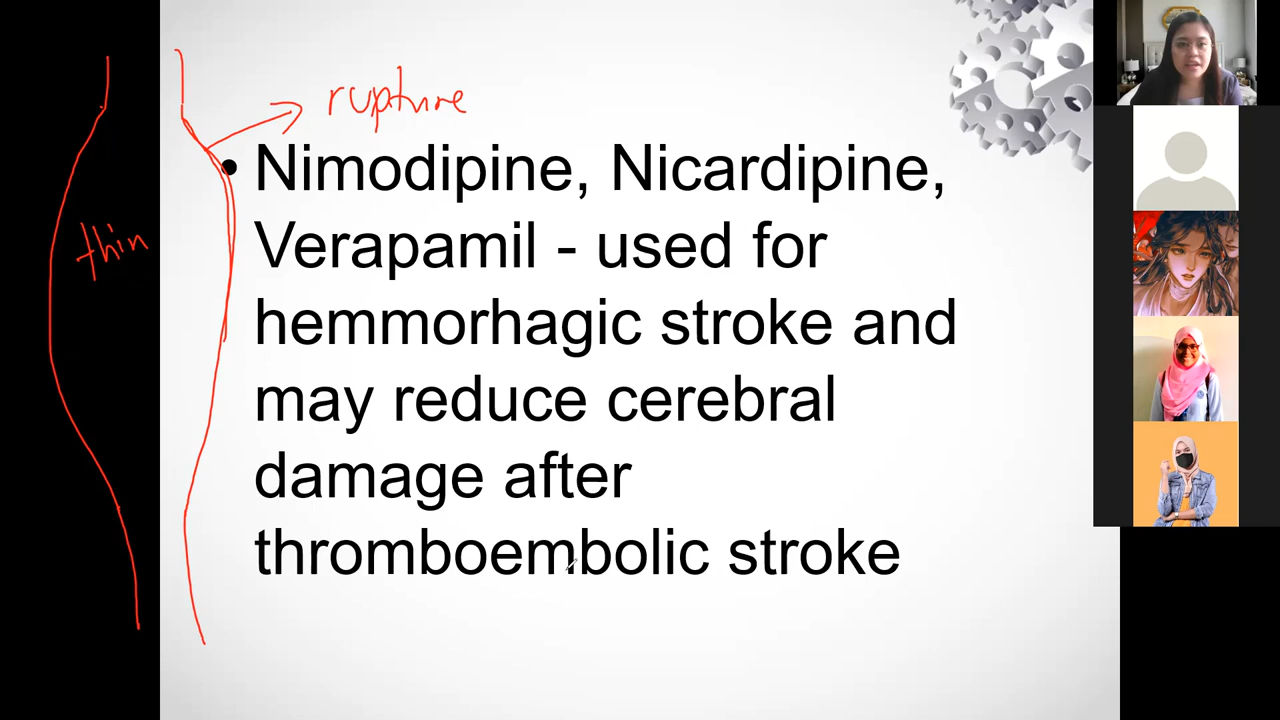 rupture
• Nimodipine, Nicardipine,
Verapamil - used for
thin
hemmorhagic stroke and
may reduce cerebral
damage after
thromboembolic stroke